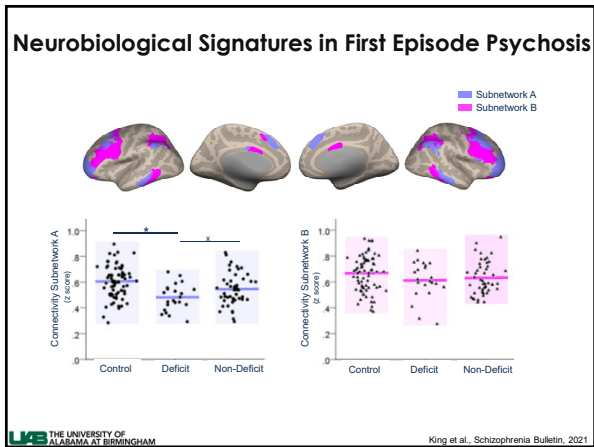 Neurobiological Signatures in First Episode Psychosis
Subnetwork A
Subnetwork B
Connectivity Subnetwork A
(z score)
1.0
.8
.6
.4
.2
.0
*
x
Control
Deficit
Non-Deficit
Connectivity Subnetwork B
(z score)
1.0
.8
.6
.4
.2
.0
Control
Deficit
Non-Deficit
UAB THE UNIVERSITY OF
ALABAMA AT BIRMINGHAM
King et al., Schizophrenia Bulletin, 2021